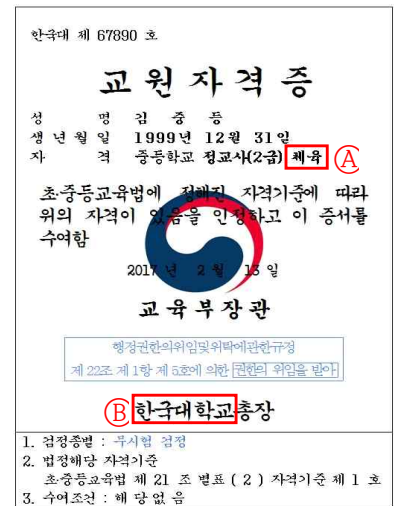 한국대 제 67890 호
교 원 자 격 증
성 명 김 중 등
생 년 월 일 1999년 12월 31일
자 격 중등학교 정교사(2급) 체육 Ⓐ
초·중등교육법에 정해진 자격기준에 따라
위의 자격이 있음을 인정하고 이 증서를
수여함
2017 년 2 월 13 일
교 육 부 장 관
행정권한의위임및위탁에관한규정
제 22조 제 1항 제 5호에 의한 권한의 위임을 받아
Ⓑ 한국대학교총장
1. 검정종별 : 무시험 검정
2. 법정해당 자격기준
초·중등교육법 제 21 조 별표 ( 2 ) 자격기준 제 1 호
3. 수여조건 : 해 당 없 음